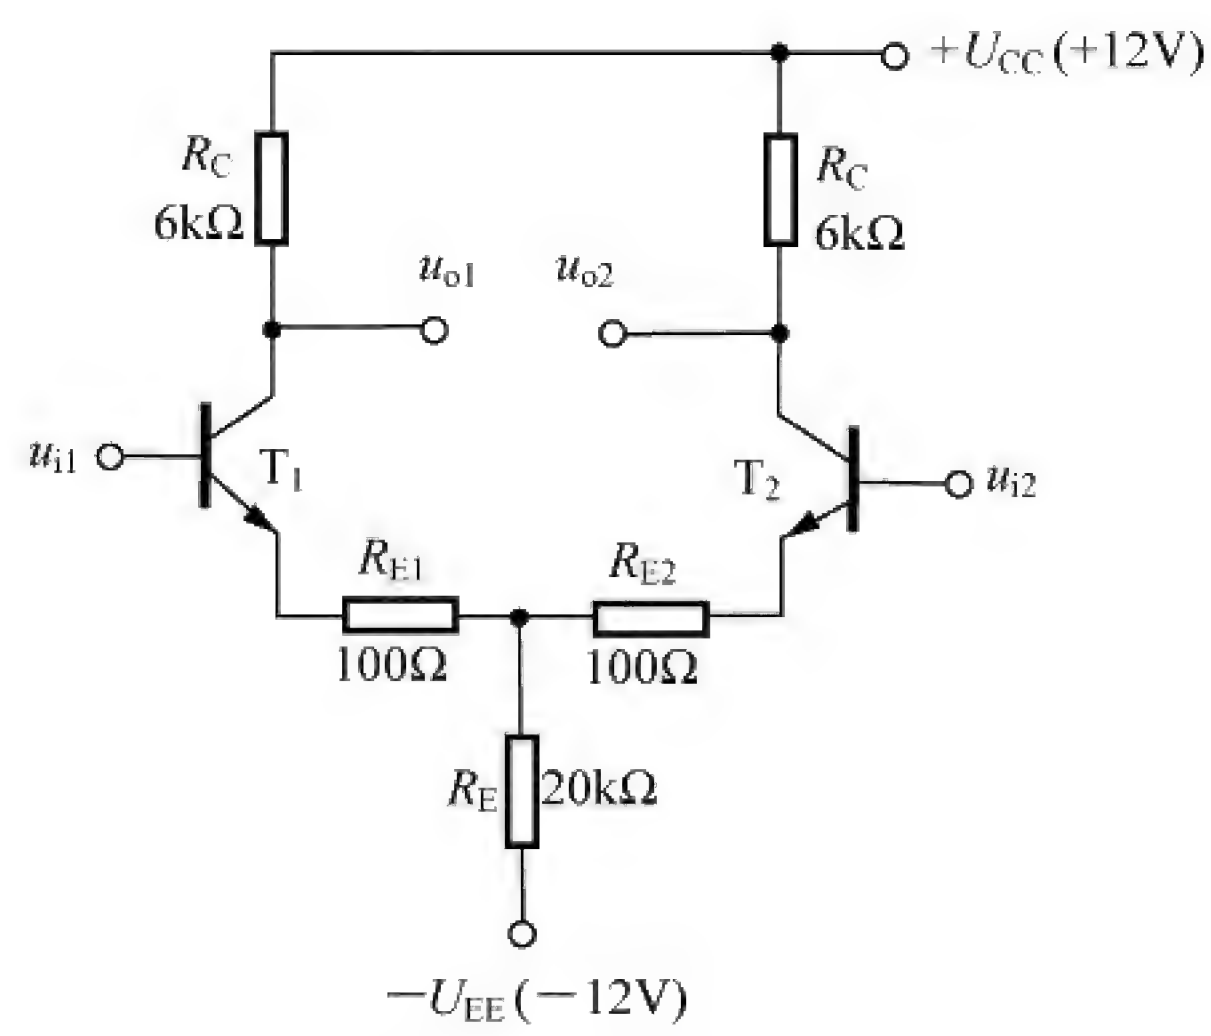 +UCC(+12V)
RC
6kΩ
RC
6kΩ
uo1
uo2
ui1
T1
T2
ui2
RE1
RE2
100Ω
100Ω
RE
20kΩ
−UEE(−12V)